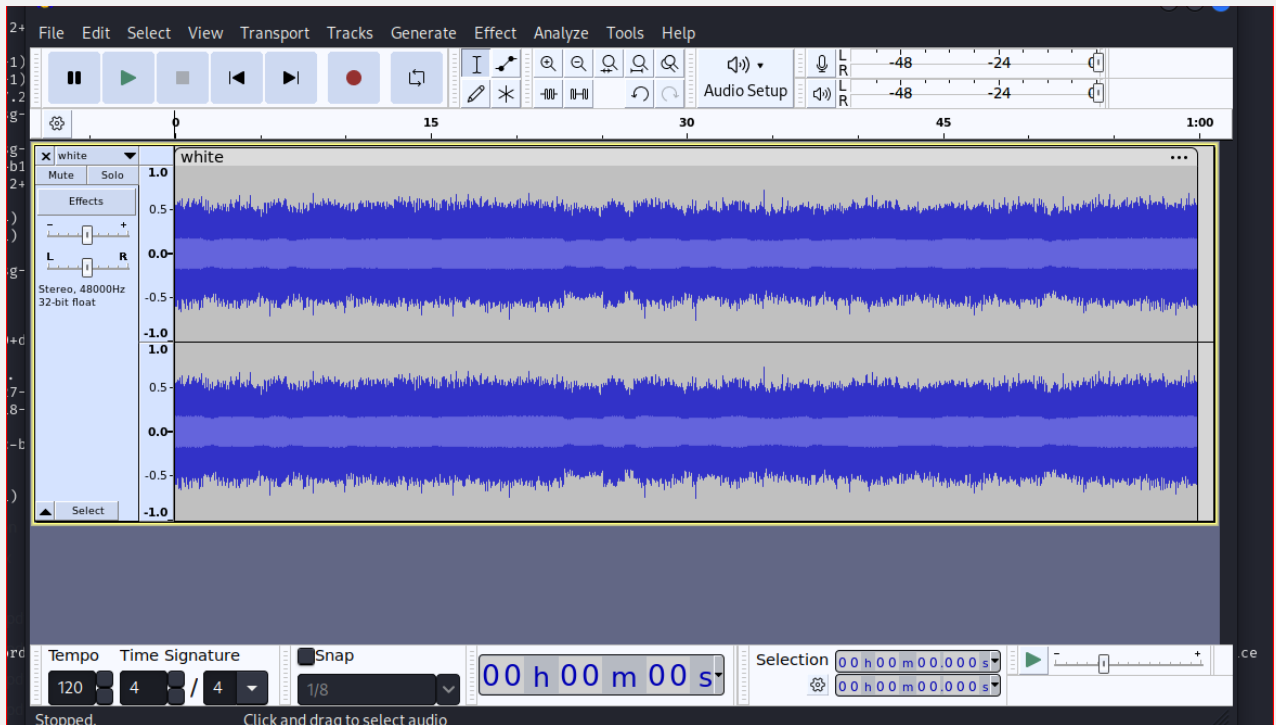 File Edit Select View Transport Tracks Generate Effect Analyze Tools Help
Audio Setup
L R -48 -24 0
L R -48 -24 0
0 15 30 45 1:00
white
white
Mute Solo
Effects
- +
L R
Stereo, 48000Hz
32-bit float
Select
1.0
0.5
0.0
-0.5
-1.0
1.0
0.5
0.0
-0.5
-1.0
Tempo Time Signature Snap
120 4 / 4 1/8
00 h 00 m 00 s
Selection 00 h 00 m 00.000 s
00 h 00 m 00.000 s
- +
Stopped. Click and drag to select audio